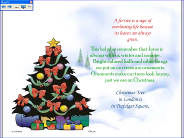 A fir tree is a sign of
everlasting life because
its leaves are always
green.
This helps us remember that Jesus is
always with us, winter and summer.
Bright coloured balls and other things
are put on our trees as ornaments.
Ornaments make our trees look happy,
just we are at Christmas.
Christmas Tree
in London's
Trafalgar Square.